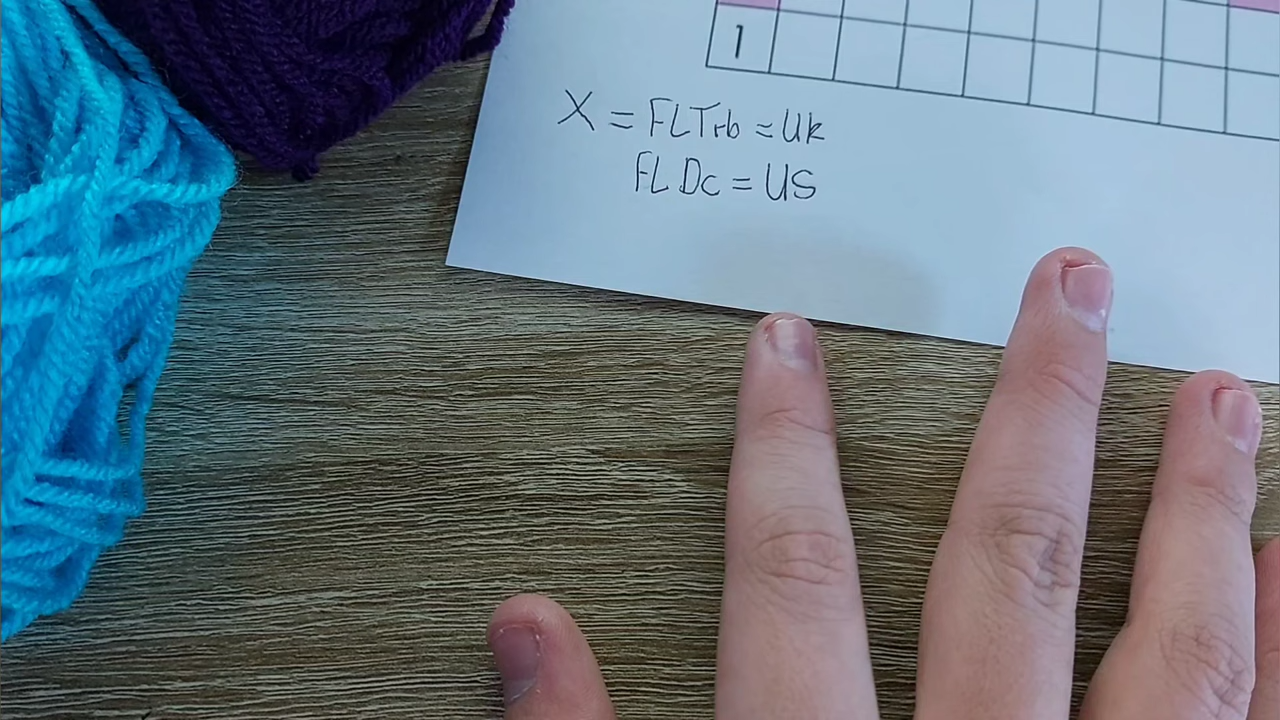 1
X = FLTrb = Uk
FL Dc = US